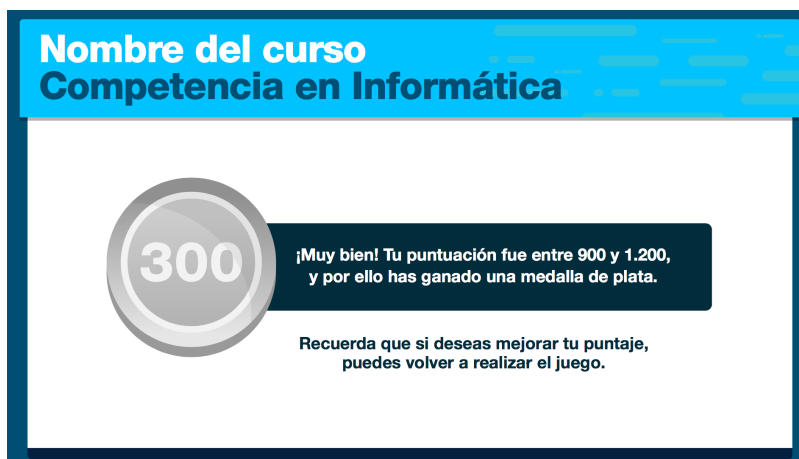 Nombre del curso
Competencia en Informática
300
¡Muy bien! Tu puntuación fue entre 900 y 1.200,
y por ello has ganado una medalla de plata.
Recuerda que si deseas mejorar tu puntaje,
puedes volver a realizar el juego.